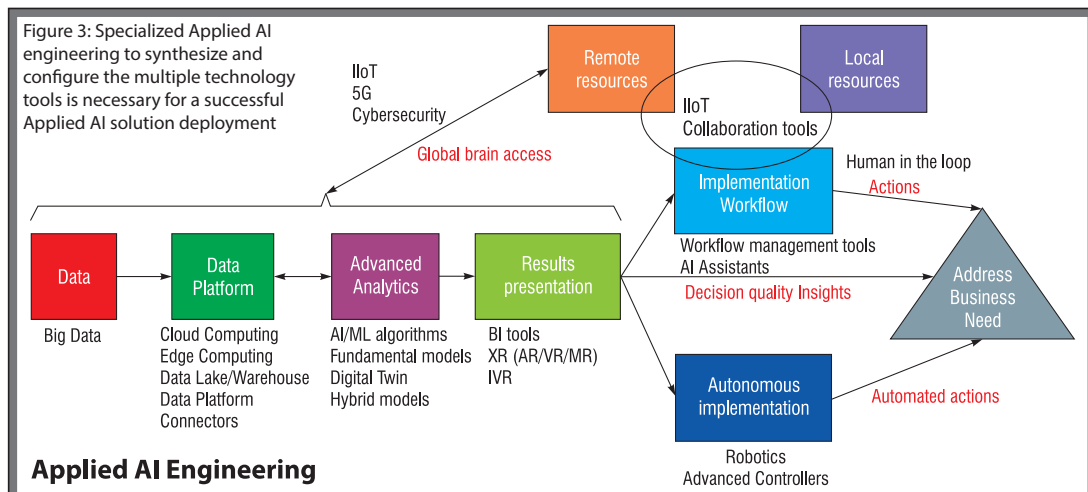 Figure 3: Specialized Applied AI
engineering to synthesize and
configure the multiple technology
tools is necessary for a successful
Applied AI solution deployment
IIoT
5G
Cybersecurity
Global brain access
Remote
resources
Local
resources
IIoT
Collaboration tools
Human in the loop
Actions
Implementation
Workflow
Workflow management tools
AI Assistants
Decision quality Insights
Data
Big Data
Data
Platform
Cloud Computing
Edge Computing
Data Lake/Warehouse
Data Platform
Connectors
Advanced
Analytics
AI/ML algorithms
Fundamental models
Digital Twin
Hybrid models
Results
presentation
BI tools
XR (AR/VR/MR)
IVR
Address
Business
Need
Autonomous
implementation
Automated actions
Robotics
Advanced Controllers
Applied AI Engineering